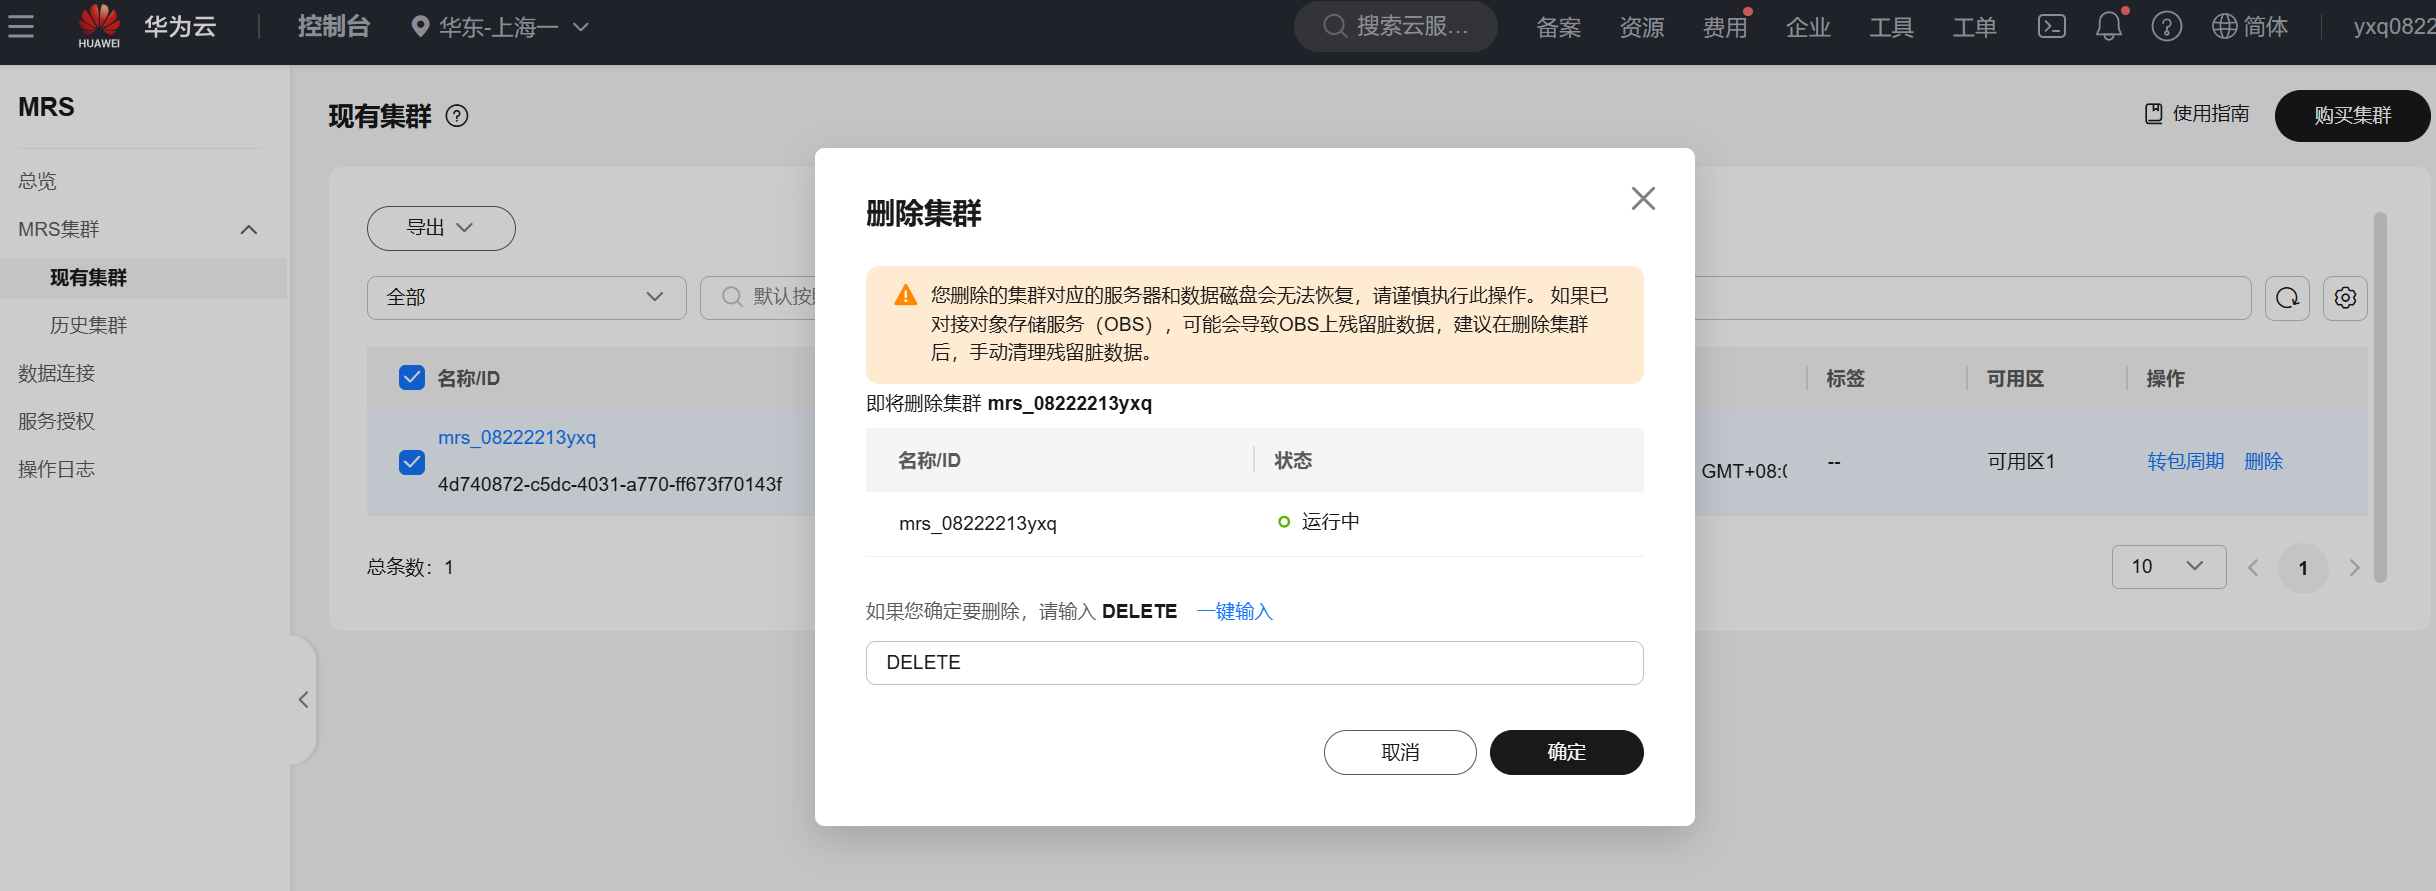 HUAWEI
华为云
控制台
华东-上海一
搜索云服...
备案
资源
费用
企业
工具
工单
简体
yxq0822
MRS
总览
MRS集群
现有集群
历史集群
数据连接
服务授权
操作日志
现有集群
使用指南
购买集群
导出
全部
默认按
名称/ID
标签
可用区
操作
mrs_08222213yxq
4d740872-c5dc-4031-a770-ff673f70143f
GMT+08:0
--
可用区1
转包周期
删除
总条数：1
10
1
删除集群
您删除的集群对应的服务器和数据磁盘会无法恢复，请谨慎执行此操作。 如果已
对接对象存储服务（OBS），可能会导致OBS上残留脏数据，建议在删除集群
后，手动清理残留脏数据。
即将删除集群 mrs_08222213yxq
名称/ID
状态
mrs_08222213yxq
运行中
如果您确定要删除，请输入 DELETE 一键输入
DELETE
取消
确定